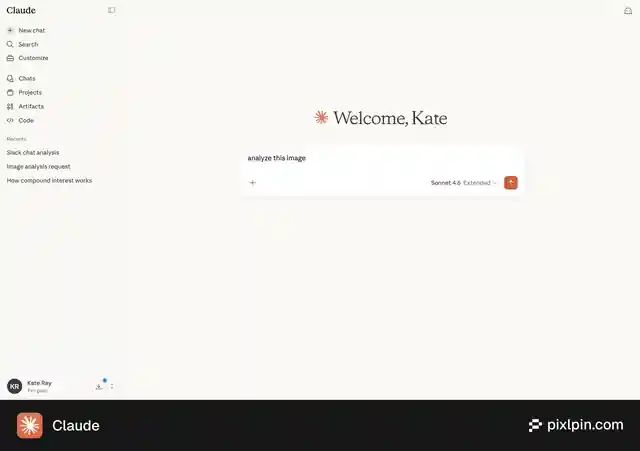 Claude
New chat
Search
Customize
Chats
Projects
Artifacts
Code
Recents
Slack chat analysis
Image analysis request
How compound interest works
Welcome, Kate
analyze this image
Sonnet 4.6 Extended
KR
Kate Ray
Claude
pixlpin.com